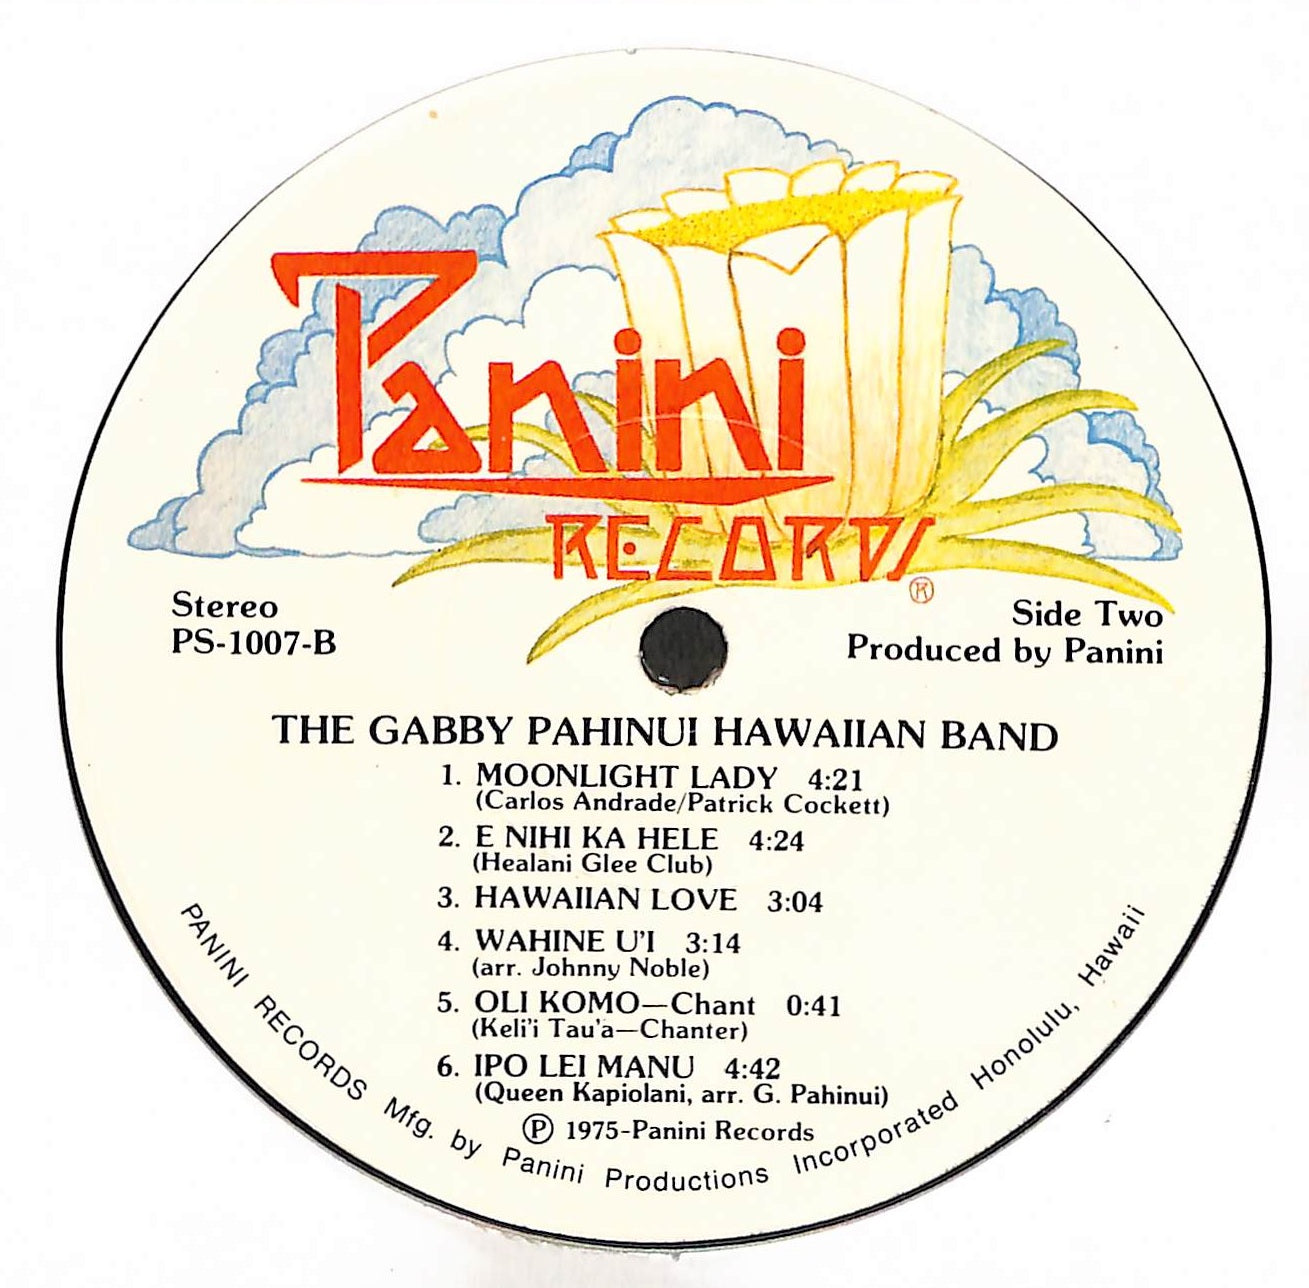 Panini
RECORDS
®
Stereo
PS-1007-B
Side Two
Produced by Panini
THE GABBY PAHINUI HAWAIIAN BAND
1. MOONLIGHT LADY 4:21
(Carlos Andrade/Patrick Cockett)
2. E NIHI KA HELE 4:24
(Healani Glee Club)
3. HAWAIIAN LOVE 3:04
4. WAHINE U'I 3:14
(arr. Johnny Noble)
5. OLI KOMO—Chant 0:41
(Keli'i Tau'a—Chanter)
6. IPO LEI MANU 4:42
(Queen Kapiolani, arr. G. Pahinui)
℗ 1975-Panini Records
PANINI RECORDS Mfg. by Panini Productions Incorporated Honolulu, Hawaii